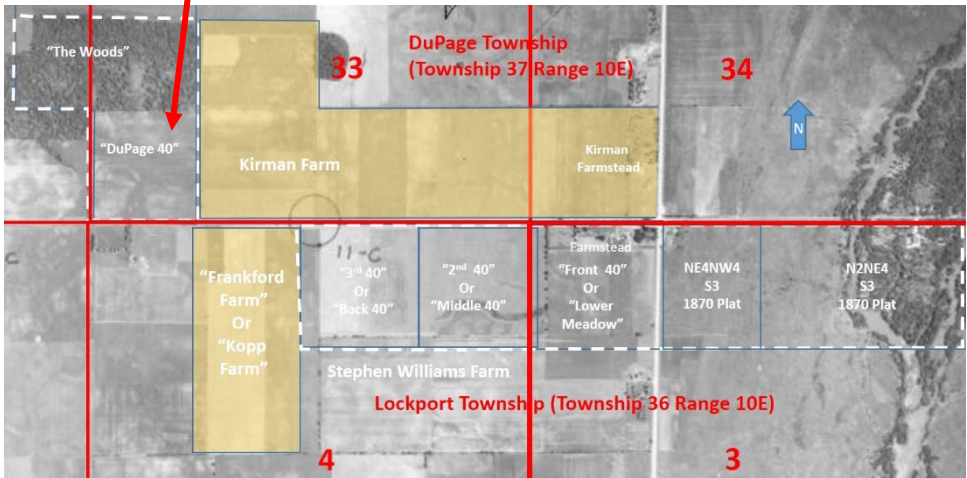 "The Woods"
DuPage Township
(Township 37 Range 10E)
33
34
N
"DuPage 40"
Kirman Farm
Kirman
Farmstead
C
11-C
"Frankford
Farm"
Or
"Kopp
Farm"
"3rd 40"
Or
"Back 40"
"2nd 40"
Or
"Middle 40"
Farmstead
"Front 40"
Or
"Lower
Meadow"
NE4NW4
S3
1870 Plat
N2NE4
S3
1870 Plat
Stephen Williams Farm
Lockport Township (Township 36 Range 10E)
4
3